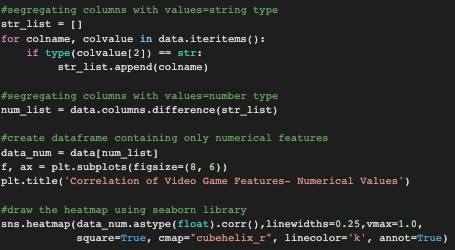 #segregating columns with values=string type
str_list = []
for colname, colvalue in data.iteritems():
    if type(colvalue[2]) == str:
        str_list.append(colname)

#segregating columns with values=number type
num_list = data.columns.difference(str_list)

#create dataframe containing only numerical features
data_num = data[num_list]
f, ax = plt.subplots(figsize=(8, 6))
plt.title('Correlation of Video Game Features- Numerical Values')

#draw the heatmap using seaborn library
sns.heatmap(data_num.astype(float).corr(),linewidths=0.25,vmax=1.0,
            square=True, cmap="cubehelix_r", linecolor='k', annot=True)